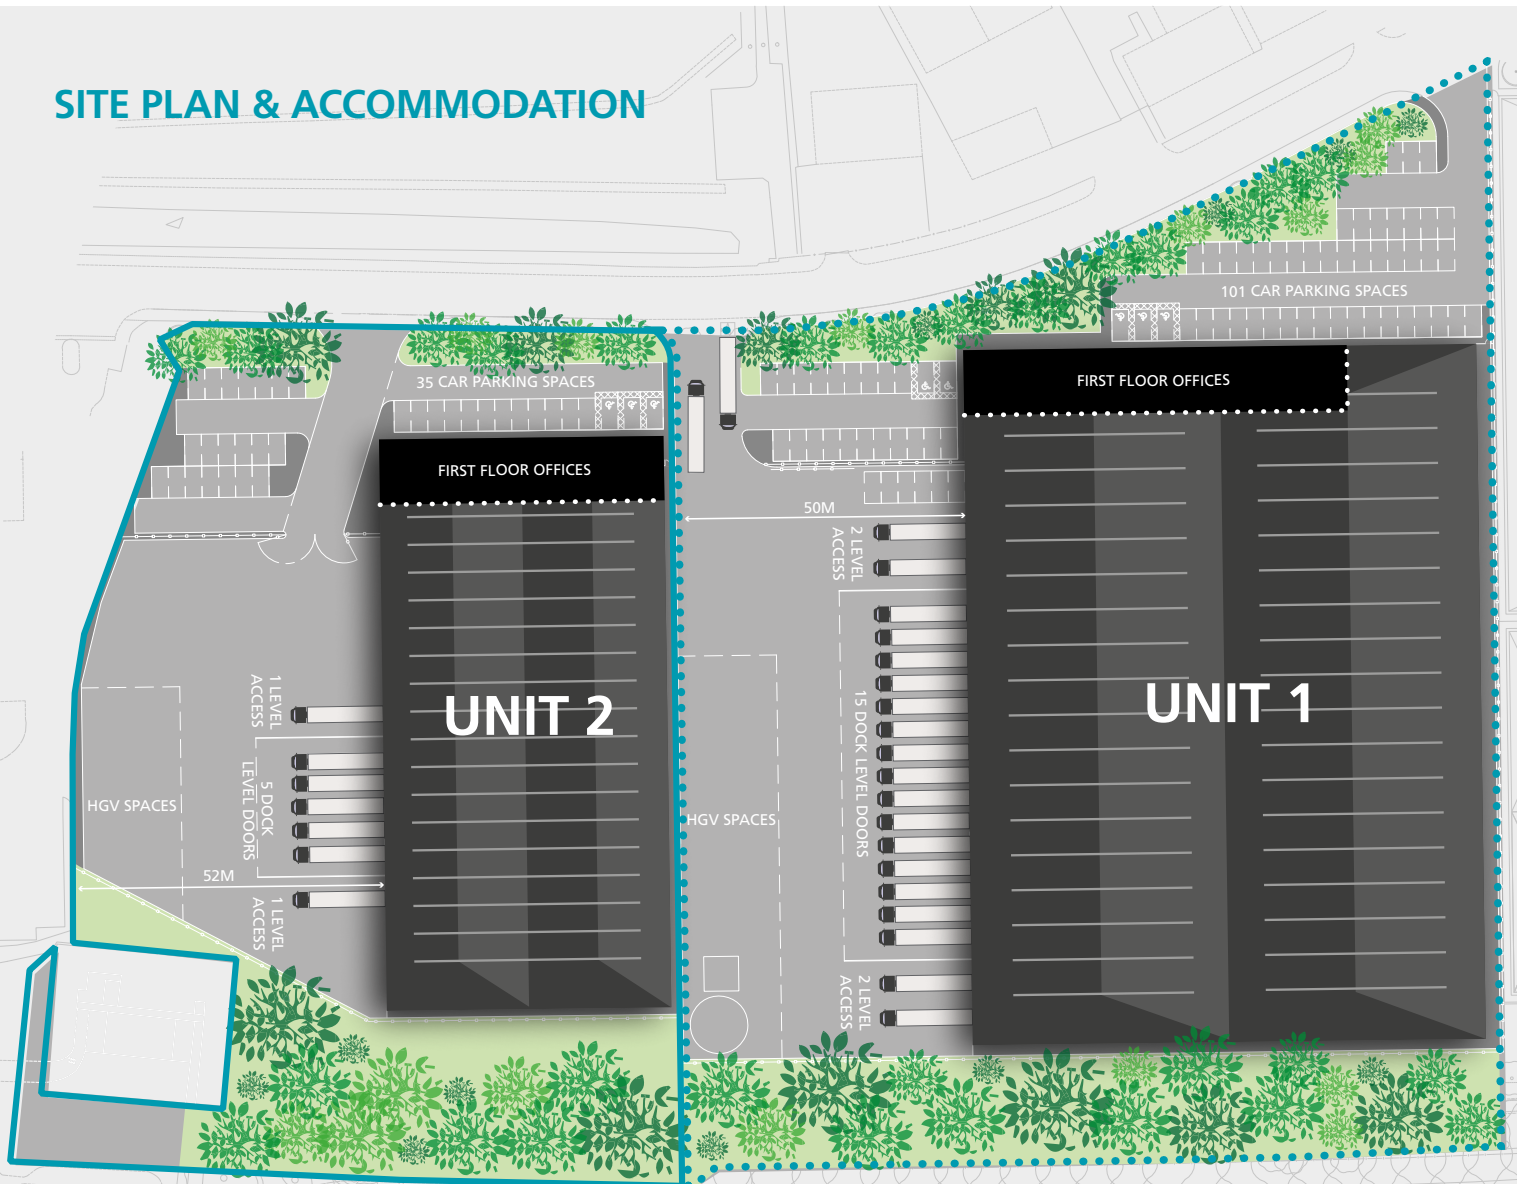 SITE PLAN & ACCOMMODATION
101 CAR PARKING SPACES
35 CAR PARKING SPACES
FIRST FLOOR OFFICES
FIRST FLOOR OFFICES
50M
2 LEVEL
ACCESS
1 LEVEL
ACCESS
UNIT 2
UNIT 1
15 DOCK LEVEL DOORS
5 DOCK
LEVEL DOORS
HGV SPACES
HGV SPACES
52M
1 LEVEL
ACCESS
2 LEVEL
ACCESS